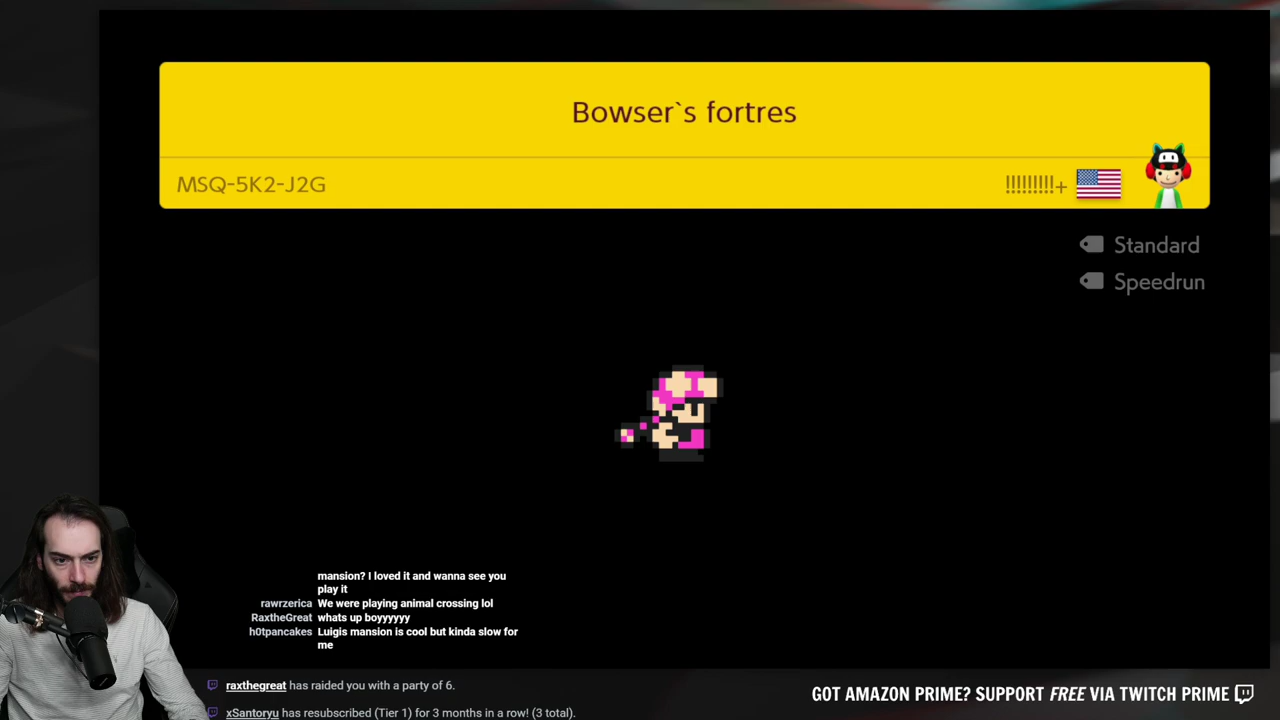 Bowser`s fortres
MSQ-5K2-J2G
!!!!!!!!!+
Standard
Speedrun
mansion? I loved it and wanna see you
play it
rawrzerica We were playing animal crossing lol
RaxtheGreat whats up boyyyyyy
h0tpancakes Luigis mansion is cool but kinda slow for
me
raxthegreat has raided you with a party of 6.
xSantoryu has resubscribed (Tier 1) for 3 months in a row! (3 total).
GOT AMAZON PRIME? SUPPORT FREE VIA TWITCH PRIME